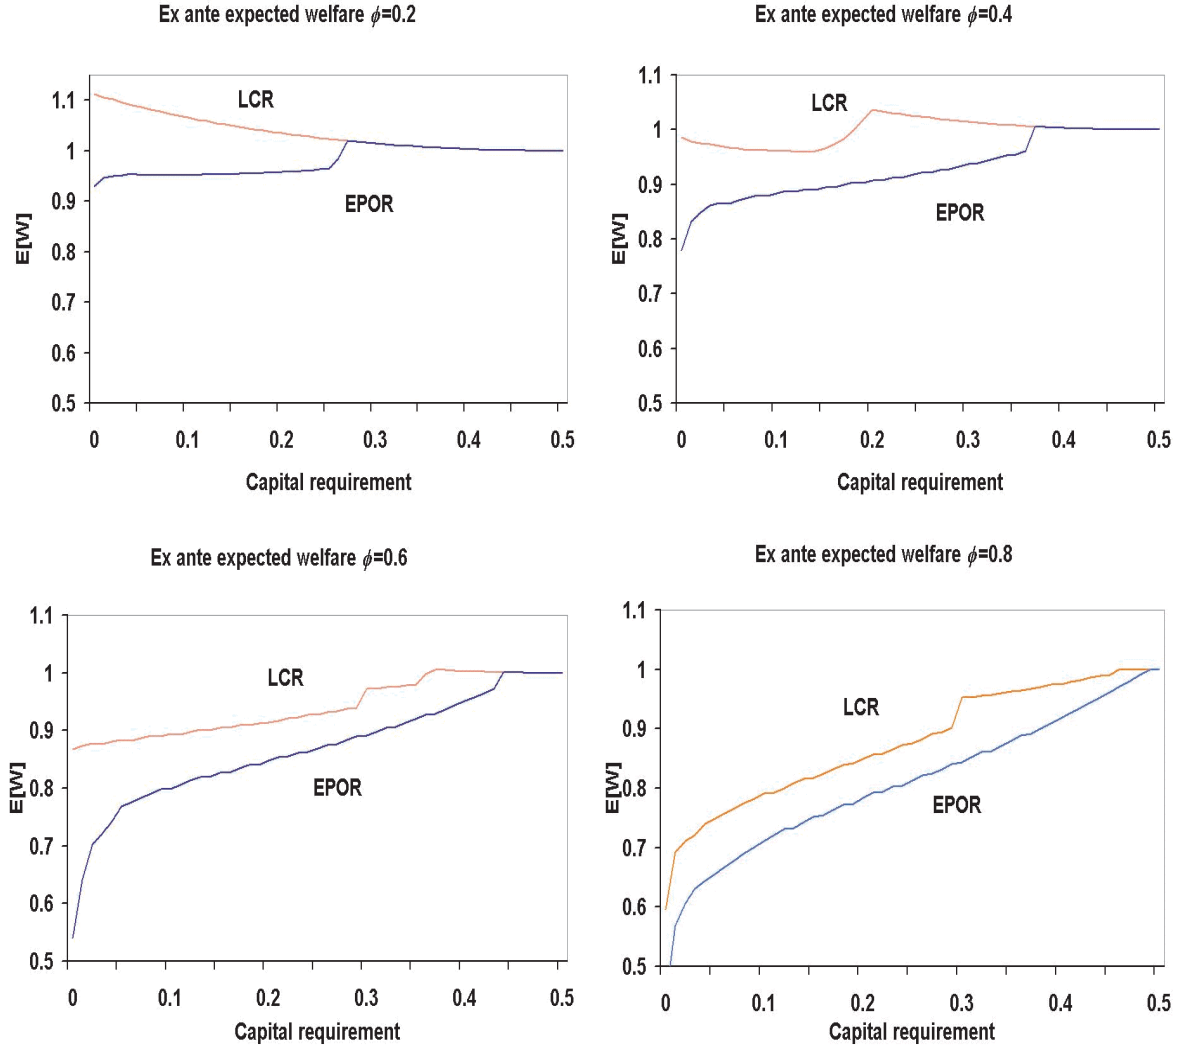 Ex ante expected welfare ϕ=0.2
1.1
1
0.9
0.8
0.7
0.6
0.5
E[W]
LCR
EPOR
0 0.1 0.2 0.3 0.4 0.5
Capital requirement
Ex ante expected welfare ϕ=0.4
1.1
1
0.9
0.8
0.7
0.6
0.5
E[W]
LCR
EPOR
0 0.1 0.2 0.3 0.4 0.5
Capital requirement
Ex ante expected welfare ϕ=0.6
1.1
1
0.9
0.8
0.7
0.6
0.5
E[W]
LCR
EPOR
0 0.1 0.2 0.3 0.4 0.5
Capital requirement
Ex ante expected welfare ϕ=0.8
1.1
1
0.9
0.8
0.7
0.6
0.5
E[W]
LCR
EPOR
0 0.1 0.2 0.3 0.4 0.5
Capital requirement